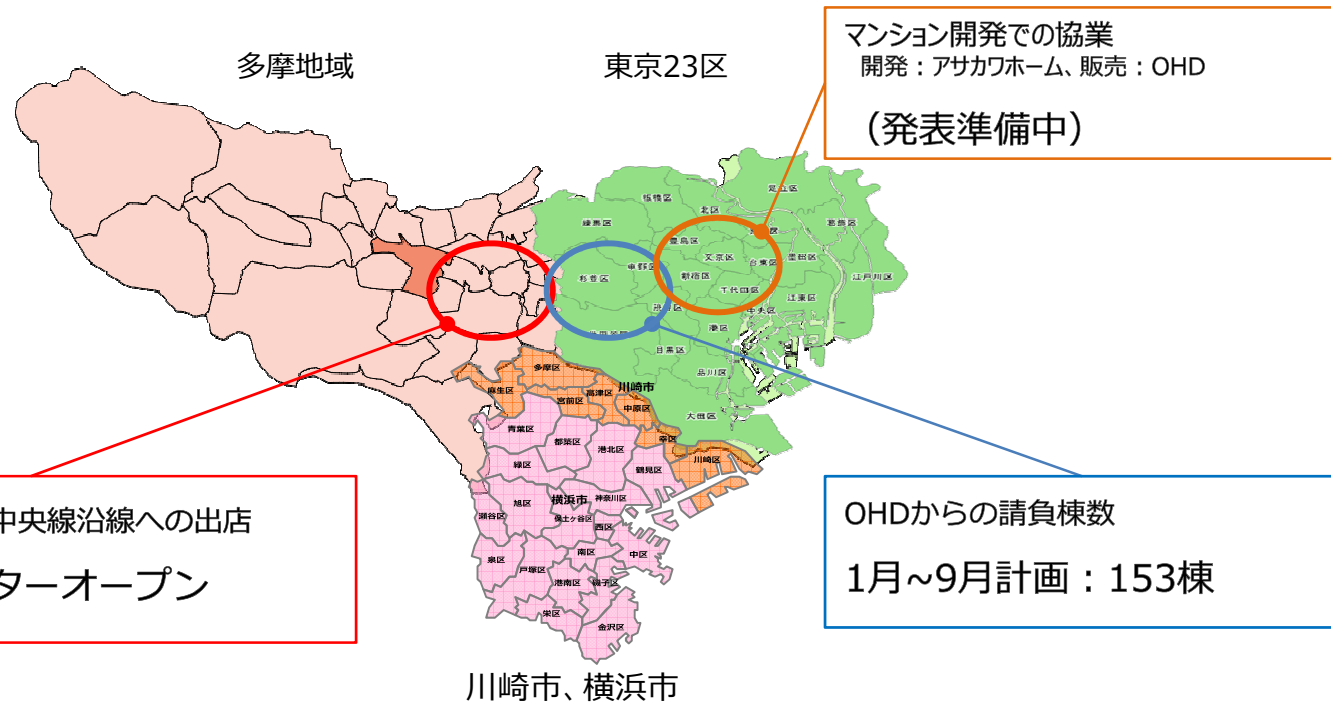 多摩地域
東京23区
マンション開発での協業
開発：アサカワホーム、販売：OHD
（発表準備中）
足立区
板橋区
北区
練馬区
葛飾区
豊島区
文京区
台東区
墨田区
中野区
杉並区
新宿区
江戸川区
千代田区
江東区
中央区
港区
目黒区
品川区
大田区
多摩区
川崎市
麻生区
高津区
宮前区
中原区
幸区
川崎区
青葉区
都築区
港北区
緑区
鶴見区
旭区
横浜市
神奈川区
瀬谷区
保土ヶ谷区
西区
南区
中区
泉区
戸塚区
港南区
磯子区
栄区
金沢区
中央線沿線への出店
ターオープン
OHDからの請負棟数
1月~9月計画：153棟
川崎市、横浜市